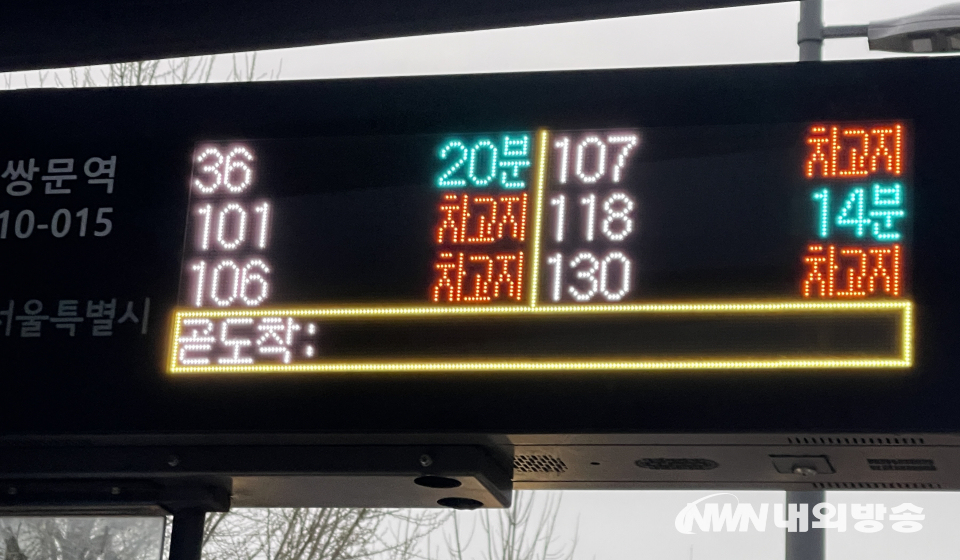 쌍문역
10-015
서울특별시
36 20분
101 차고지
106 차고지
107 차고지
118 14분
130 차고지
곧도착:
NWN내외방송